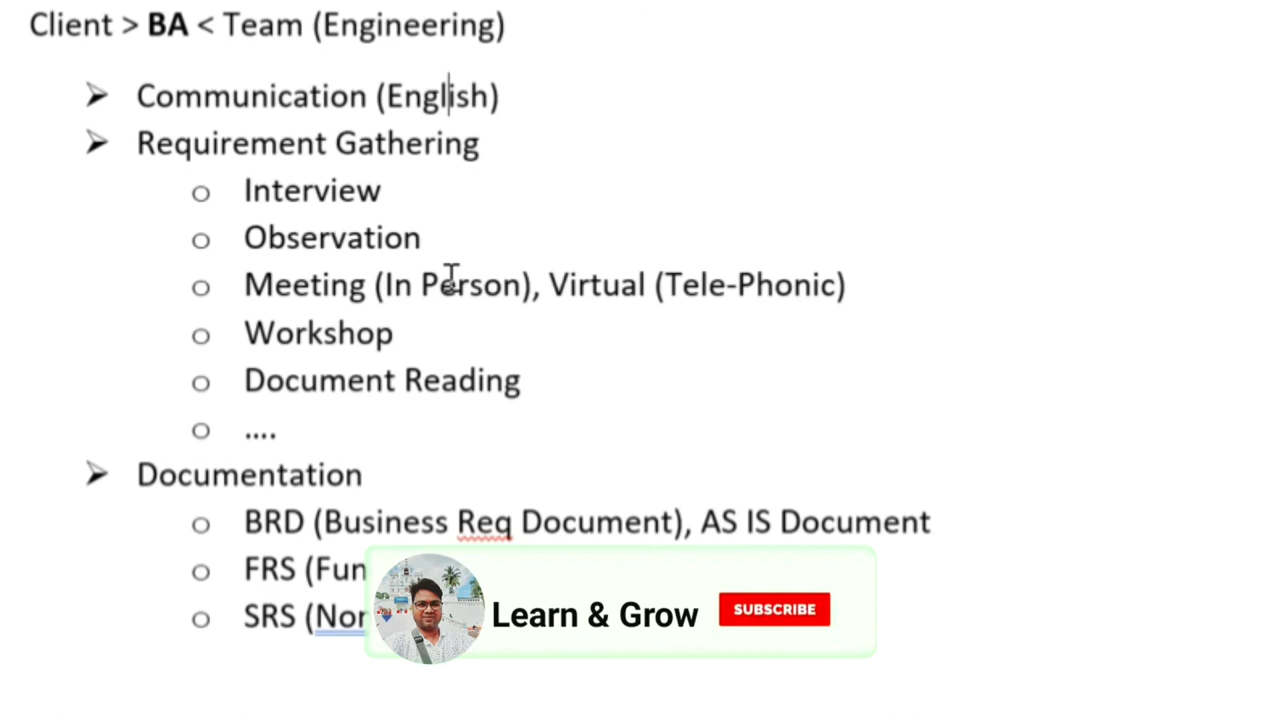 Client > BA < Team (Engineering)
Communication (English)
Requirement Gathering
Interview
Observation
Meeting (In Person), Virtual (Tele-Phonic)
Workshop
Document Reading
....
Documentation
BRD (Business Req Document), AS IS Document
FRS (Fun
SRS (Non
Learn & Grow
SUBSCRIBE